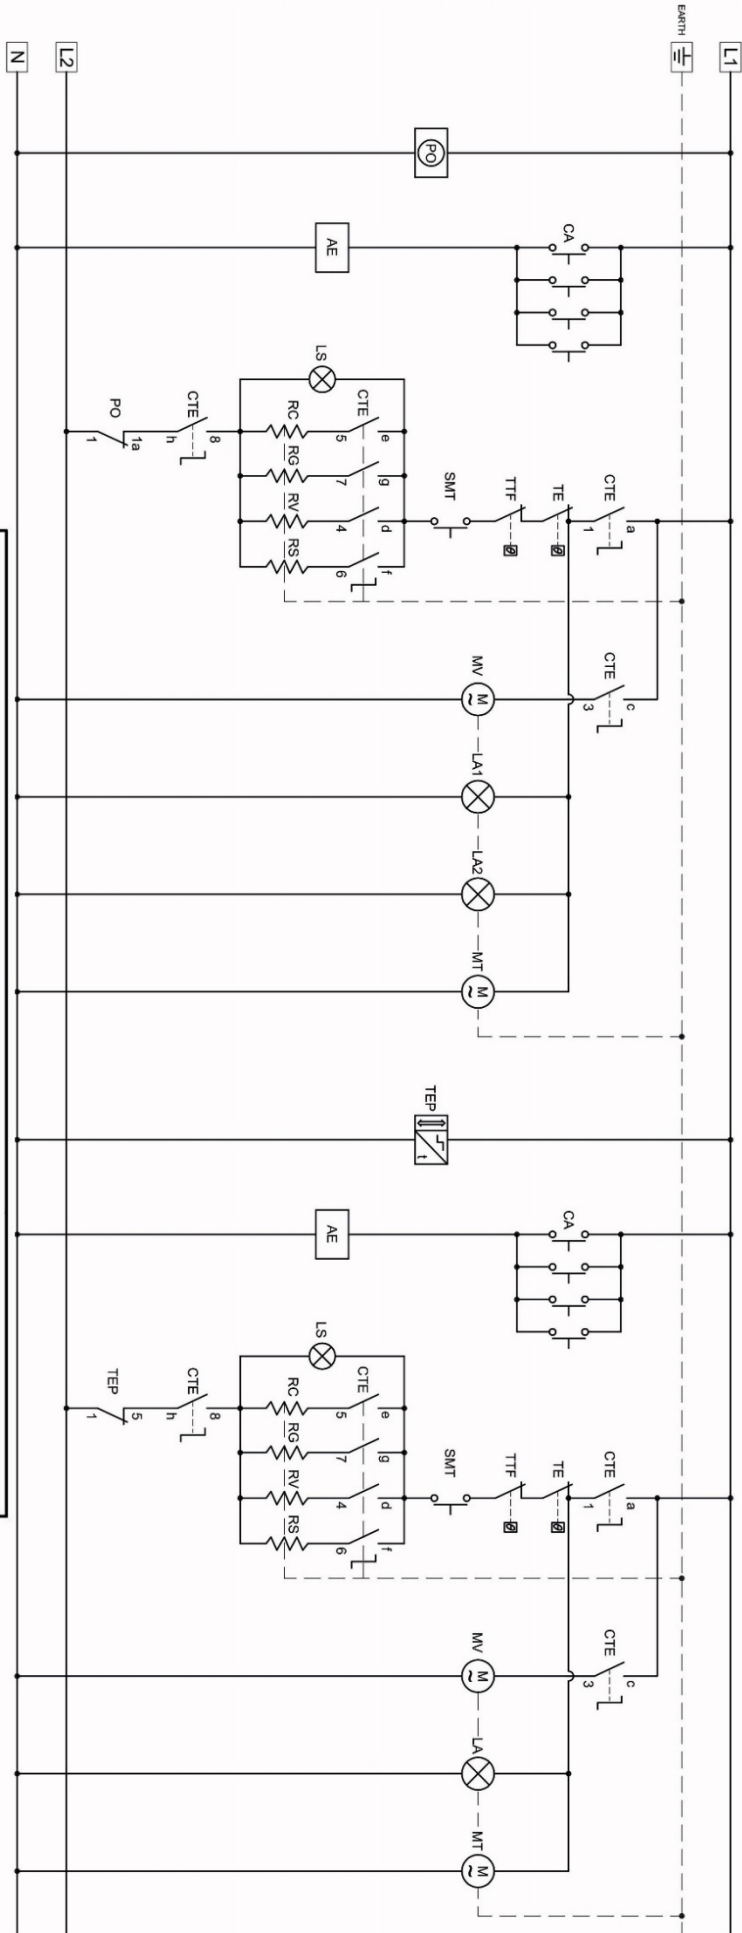 L1
EARTH
L2
N
PO
CA
AE
CTE
a
1
TE
TTF
SMT
CTE
e
g
d
f
5
7
4
6
LS
RC
RG
RV
RS
CTE
8
h
PO
1a
1
CTE
c
3
MV
M
~
LA1
LA2
MT
M
~
TEP
t
CA
AE
CTE
a
1
TE
TTF
SMT
CTE
e
g
d
f
5
7
4
6
LS
RC
RG
RV
RS
CTE
8
h
TEP
5
1
CTE
c
3
MV
M
~
LA
MT
M
~